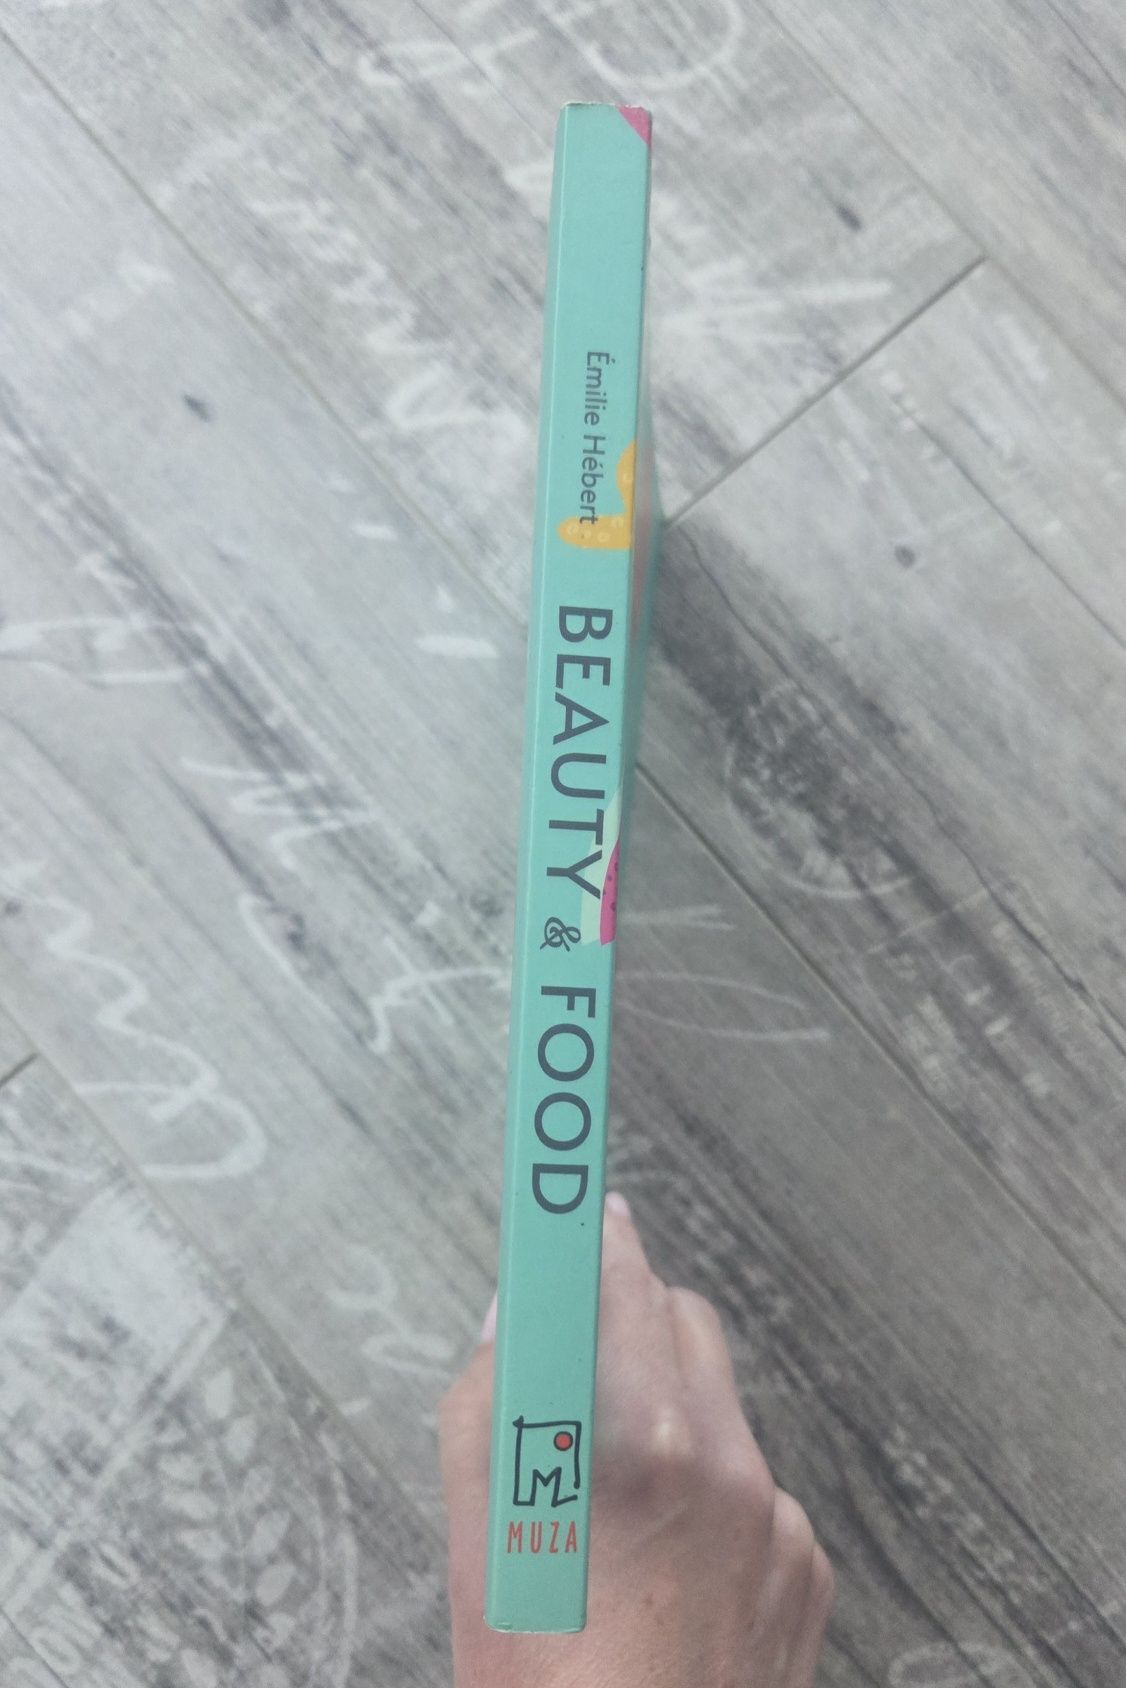 Émilie Hébert
BEAUTY & FOOD
MUZA